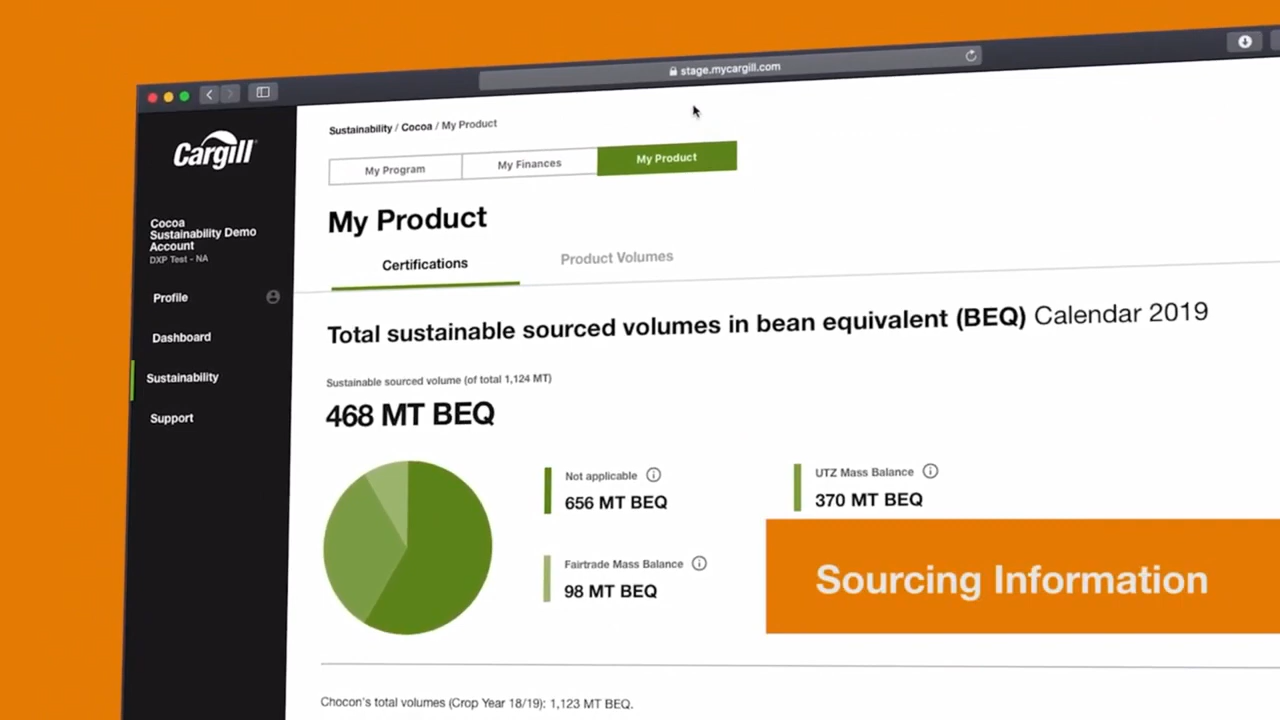 stage.mycargill.com
Cargill
Sustainability / Cocoa / My Product
My Program
My Finances
My Product
Cocoa
Sustainability Demo
Account
DXP Test - NA
Profile
Dashboard
Sustainability
Support
My Product
Certifications
Product Volumes
Total sustainable sourced volumes in bean equivalent (BEQ) Calendar 2019
Sustainable sourced volume (of total 1,124 MT)
468 MT BEQ
Not applicable
656 MT BEQ
UTZ Mass Balance
370 MT BEQ
Fairtrade Mass Balance
98 MT BEQ
Sourcing Information
Chocon's total volumes (Crop Year 18/19): 1,123 MT BEQ.